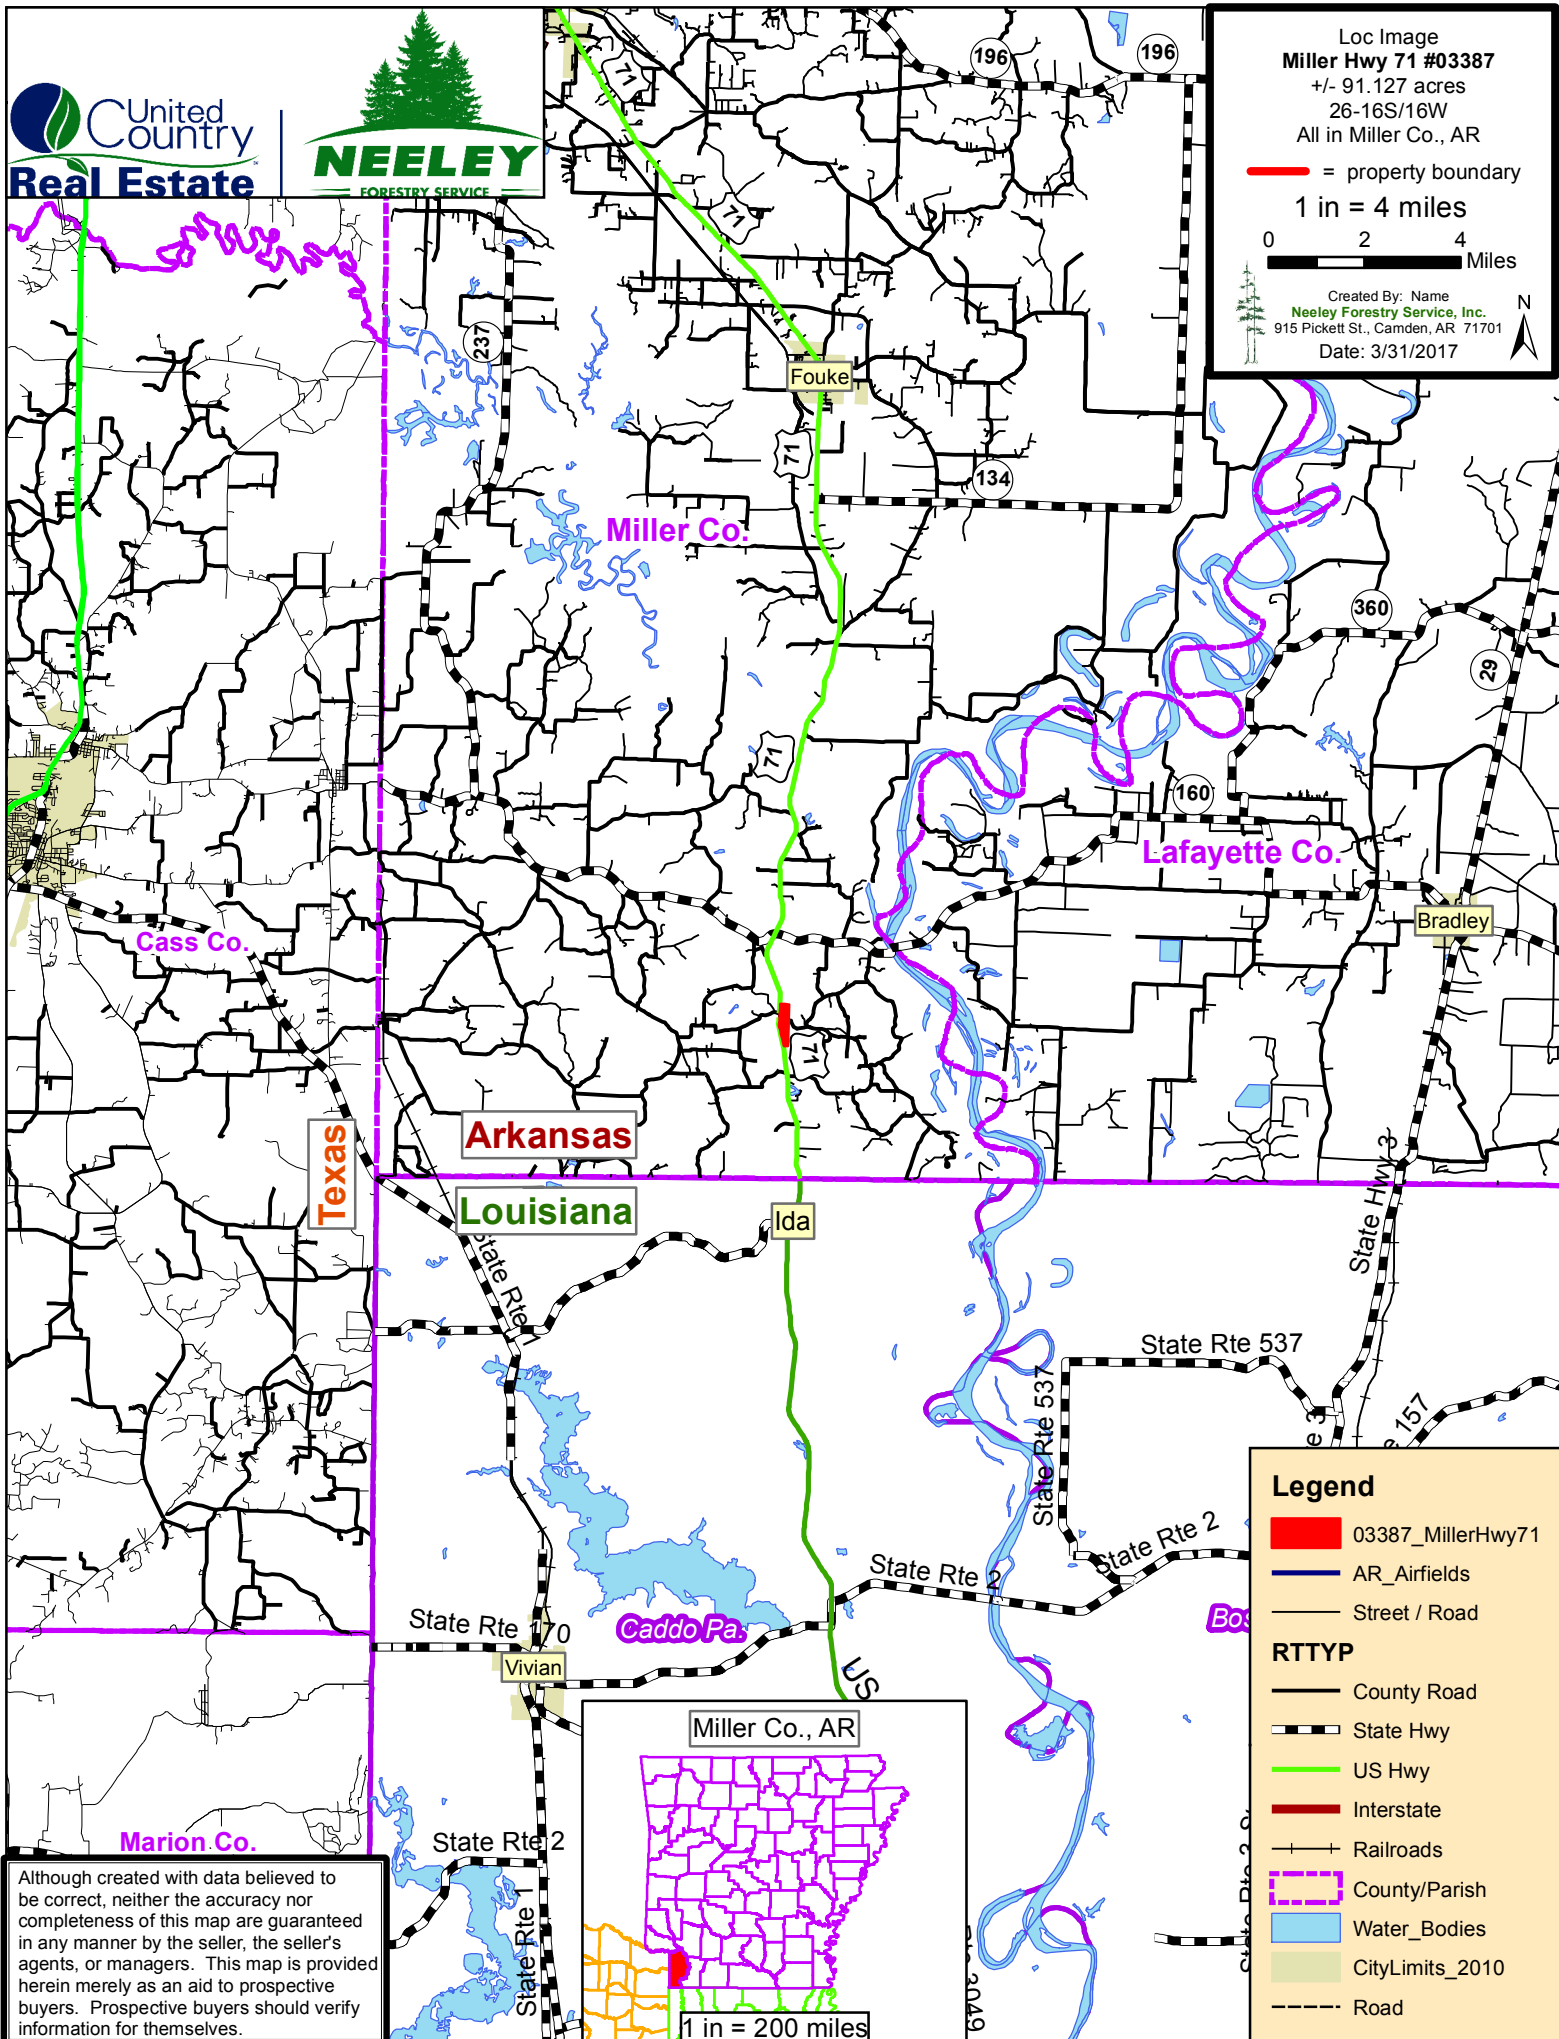 United
Country
Real Estate
NEELEY
FORESTRY SERVICE
Loc Image
Miller Hwy 71 #03387
+/- 91.127 acres
26-16S/16W
All in Miller Co., AR
= property boundary
1 in = 4 miles
0 2 4
Miles
Created By: Name
Neeley Forestry Service, Inc.
915 Pickett St., Camden, AR 71701
Date: 3/31/2017
N
71
196
196
71
237
Fouke
71
134
Miller Co.
360
29
71
160
Lafayette Co.
Bradley
Cass Co.
71
Texas
Arkansas
Louisiana
Ida
State Rte 1
State Hwy 3
State Rte 537
State Rte 537
e 3
e 157
State Rte 2
State Rte 2
State Rte 170
Caddo Pa.
Bos
Vivian
US
Marion Co.
State Rte 2
State Rte 1
State Rte 3
3049
Miller Co., AR
1 in = 200 miles
Legend
03387_MillerHwy71
AR_Airfields
Street / Road
RTTYP
County Road
State Hwy
US Hwy
Interstate
Railroads
County/Parish
Water_Bodies
CityLimits_2010
Road
Although created with data believed to
be correct, neither the accuracy nor
completeness of this map are guaranteed
in any manner by the seller, the seller's
agents, or managers. This map is provided
herein merely as an aid to prospective
buyers. Prospective buyers should verify
information for themselves.